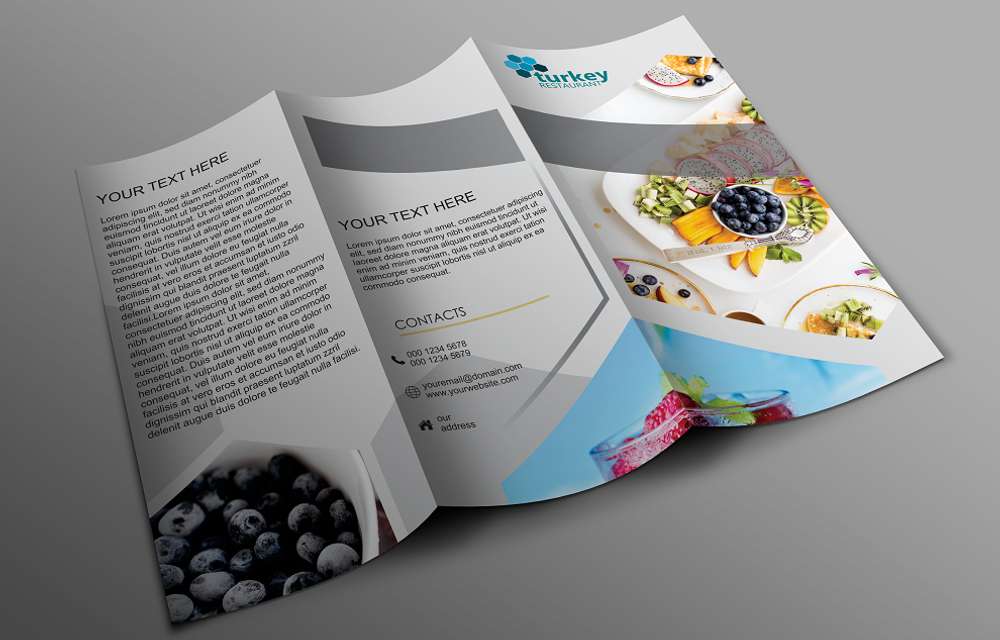 YOUR TEXT HERE
Lorem ipsum dolor sit amet, consectetuer
adipiscing elit, sed diam nonummy nibh
euismod tincidunt ut laoreet dolore magna
aliquam erat volutpat. Ut wisi enim ad minim
veniam, quis nostrud exerci tation ullamcorper
suscipit lobortis nisl ut aliquip ex ea commodo
consequat. Duis autem vel eum iriure dolor in
hendrerit in vulputate velit esse molestie
consequat, vel illum dolore eu feugiat nulla
facilisis at vero eros et accumsan et iusto odio
dignissim qui blandit praesent luptatum zzril
delenit augue duis dolore te feugait nulla
facilisi.Lorem ipsum dolor sit amet,
consectetuer adipiscing elit, sed diam nonummy
nibh euismod tincidunt ut laoreet dolore magna
aliquam erat volutpat. Ut wisi enim ad minim
veniam, quis nostrud exerci tation ullamcorper
suscipit lobortis nisl ut aliquip ex ea commodo
consequat. Duis autem vel eum iriure dolor in
hendrerit in vulputate velit esse molestie
consequat, vel illum dolore eu feugiat nulla
facilisis at vero eros et accumsan et iusto odio
dignissim qui blandit praesent luptatum zzril
delenit augue duis dolore te feugait nulla facilisi.
YOUR TEXT HERE
Lorem ipsum dolor sit amet, consectetuer
adipiscing elit, sed diam nonummy nibh
euismod tincidunt ut laoreet dolore magna
aliquam erat volutpat. Ut wisi enim ad minim
veniam, quis nostrud exerci tation
ullamcorper suscipit lobortis nisl ut aliquip ex ea
commodo consequat.
CONTACTS
000 1234 5678
000 1234 5679
youremail@domain.com
www.yourwebsite.com
our
address
turkey
RESTAURANT